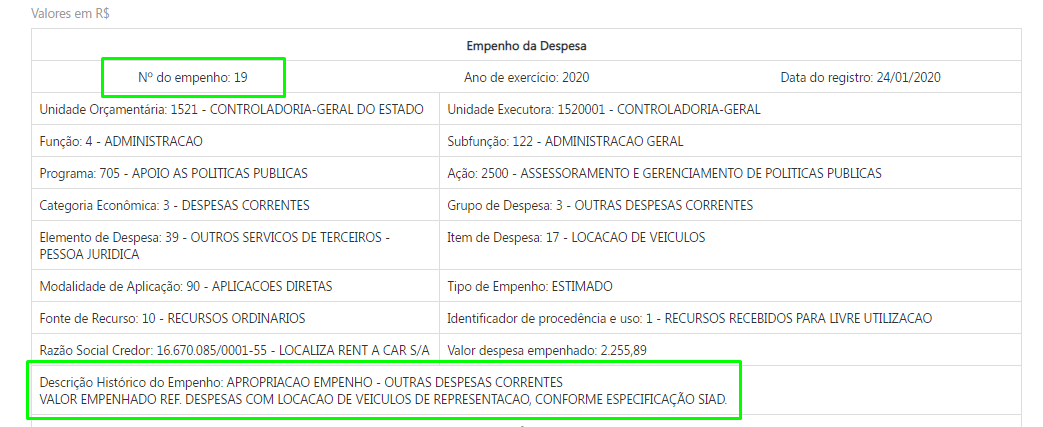 Valores em R$
Empenho da Despesa
Nº do empenho: 19
Ano de exercício: 2020
Data do registro: 24/01/2020
Unidade Orçamentária: 1521 - CONTROLADORIA-GERAL DO ESTADO
Unidade Executora: 1520001 - CONTROLADORIA-GERAL
Função: 4 - ADMINISTRACAO
Subfunção: 122 - ADMINISTRACAO GERAL
Programa: 705 - APOIO AS POLITICAS PUBLICAS
Ação: 2500 - ASSESSORAMENTO E GERENCIAMENTO DE POLITICAS PUBLICAS
Categoria Econômica: 3 - DESPESAS CORRENTES
Grupo de Despesa: 3 - OUTRAS DESPESAS CORRENTES
Elemento de Despesa: 39 - OUTROS SERVICOS DE TERCEIROS -
PESSOA JURIDICA
Item de Despesa: 17 - LOCACAO DE VEICULOS
Modalidade de Aplicação: 90 - APLICACOES DIRETAS
Tipo de Empenho: ESTIMADO
Fonte de Recurso: 10 - RECURSOS ORDINARIOS
Identificador de procedência e uso: 1 - RECURSOS RECEBIDOS PARA LIVRE UTILIZACAO
Razão Social Credor: 16.670.085/0001-55 - LOCALIZA RENT A CAR S/A
Valor despesa empenhado: 2.255,89
Descrição Histórico do Empenho: APROPRIACAO EMPENHO - OUTRAS DESPESAS CORRENTES
VALOR EMPENHADO REF. DESPESAS COM LOCACAO DE VEICULOS DE REPRESENTACAO, CONFORME ESPECIFICAÇÃO SIAD.